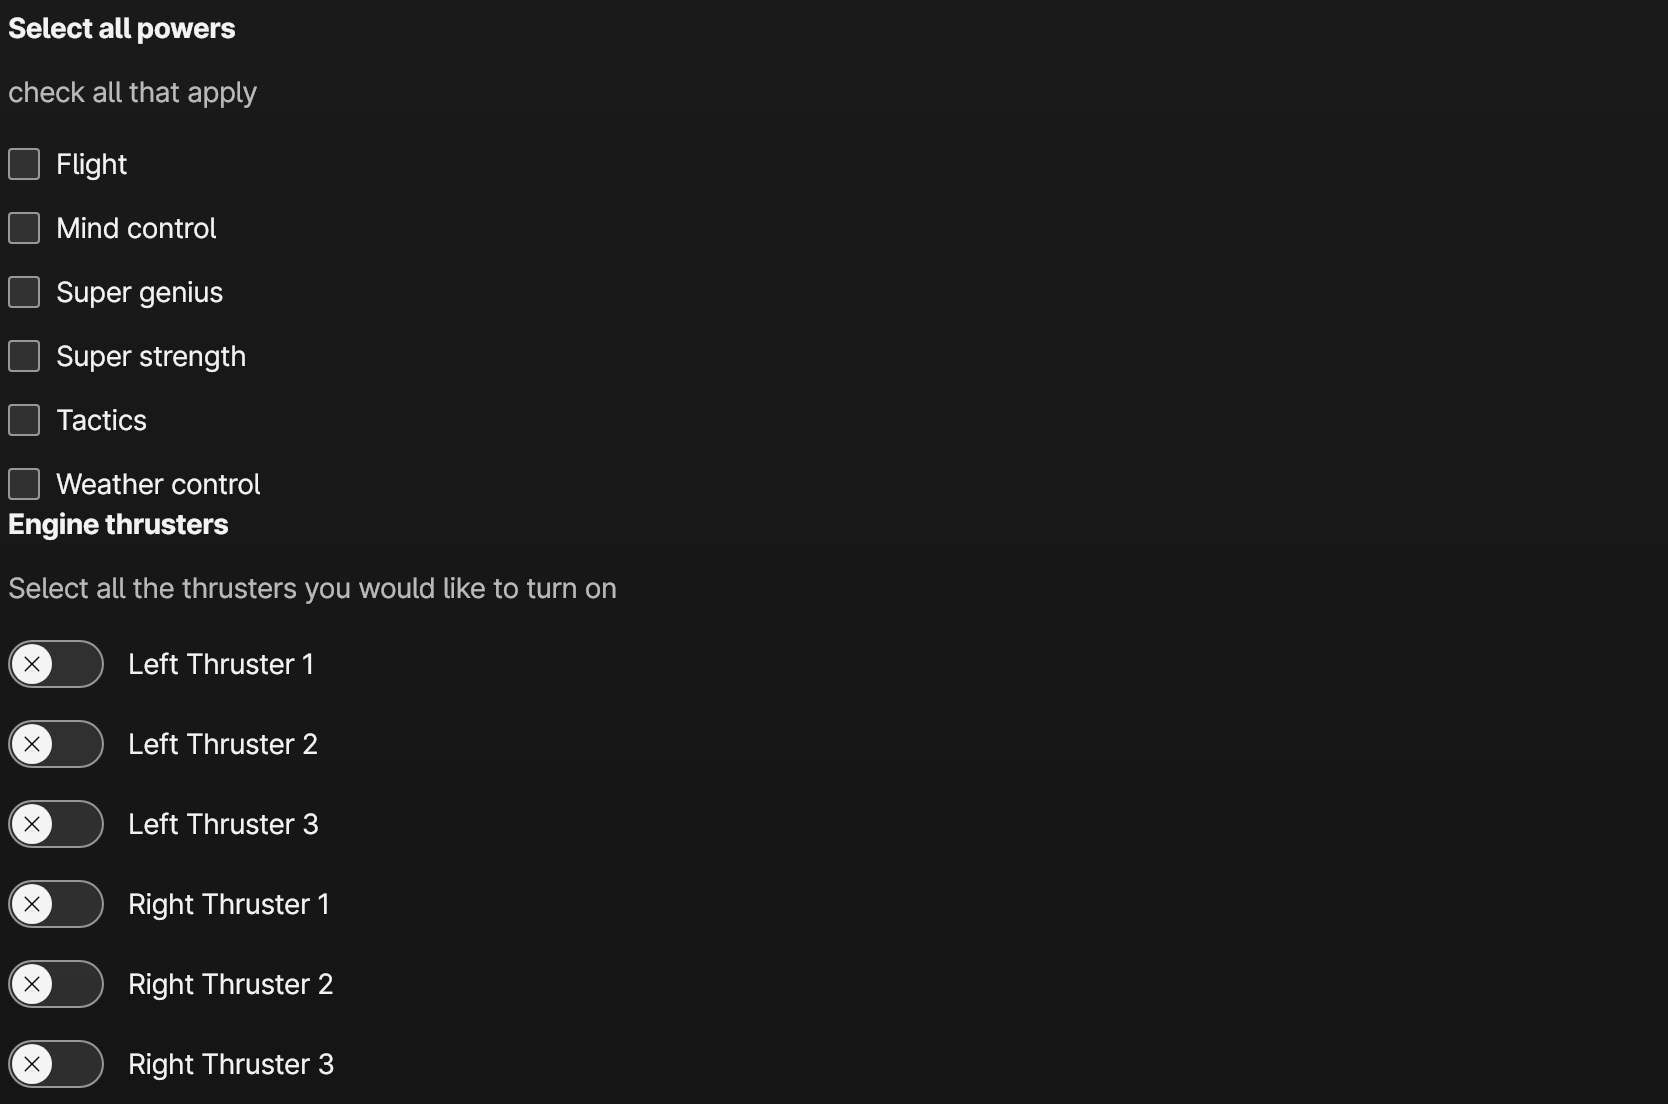 Select all powers
check all that apply
Flight
Mind control
Super genius
Super strength
Tactics
Weather control
Engine thrusters
Select all the thrusters you would like to turn on
Left Thruster 1
Left Thruster 2
Left Thruster 3
Right Thruster 1
Right Thruster 2
Right Thruster 3